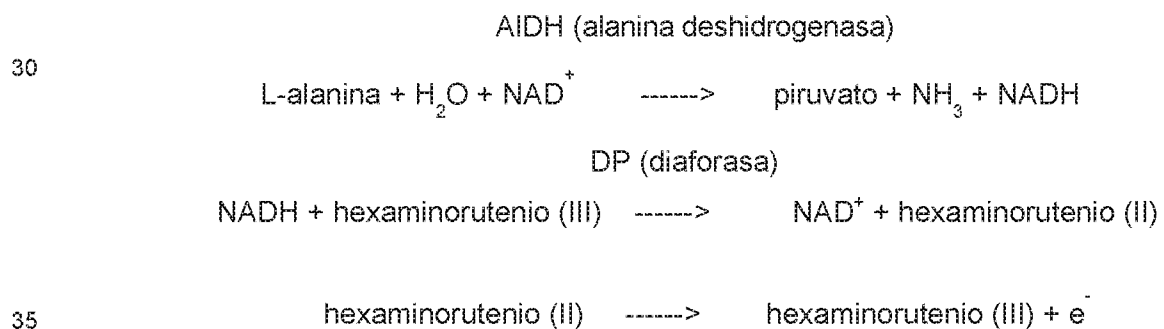 AlDH (alanina deshidrogenasa)
30
L-alanina + H₂O + NAD⁺ ------> piruvato + NH₃ + NADH
DP (diaforasa)
NADH + hexaminorutenio (III) ------> NAD⁺ + hexaminorutenio (II)
35 hexaminorutenio (II) ------> hexaminorutenio (III) + e⁻